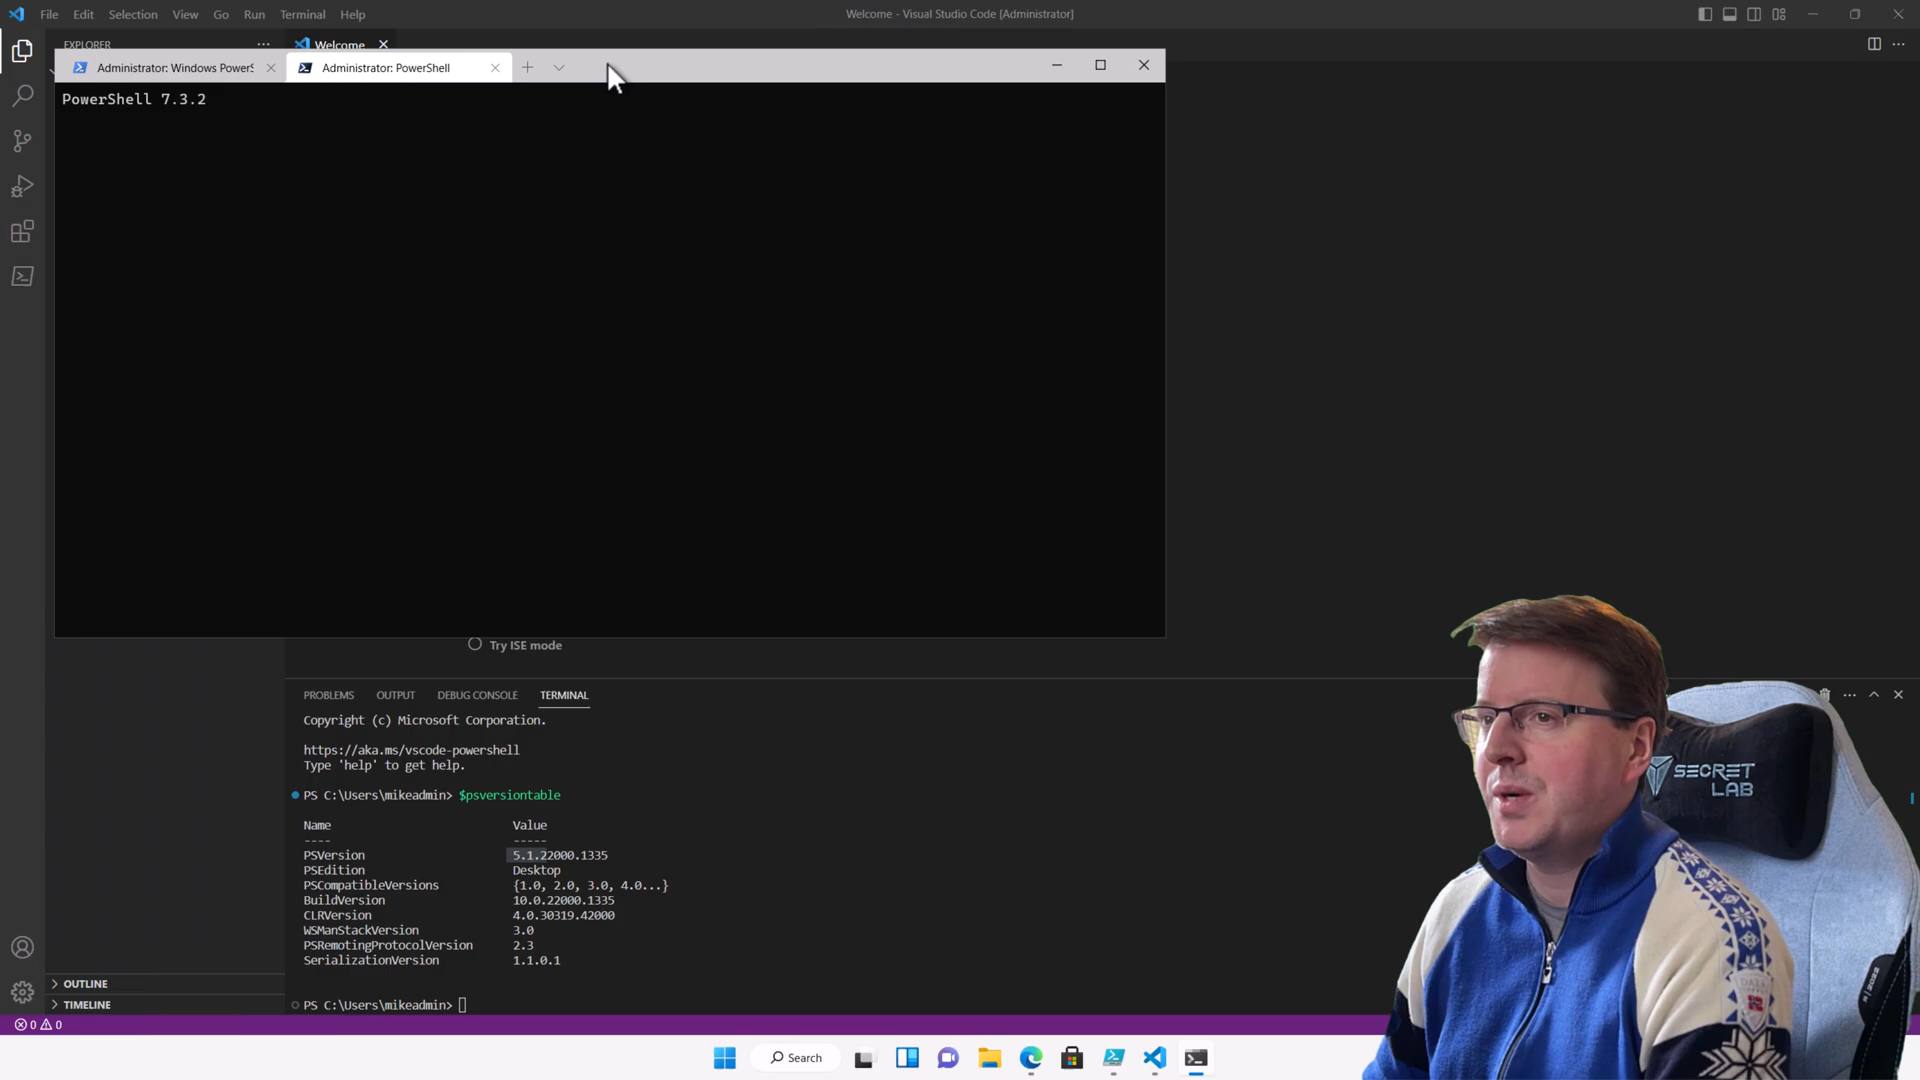 File Edit Selection View Go Run Terminal Help
Welcome - Visual Studio Code [Administrator]
EXPLORER
Welcome
Administrator: Windows PowerS
Administrator: PowerShell
PowerShell 7.3.2
Try ISE mode
PROBLEMS OUTPUT DEBUG CONSOLE TERMINAL
Copyright (c) Microsoft Corporation.
https://aka.ms/vscode-powershell
Type 'help' to get help.
PS C:\Users\mikeadmin> $psversiontable
Name Value
---- -----
PSVersion 5.1.22000.1335
PSEdition Desktop
PSCompatibleVersions {1.0, 2.0, 3.0, 4.0...}
BuildVersion 10.0.22000.1335
CLRVersion 4.0.30319.42000
WSManStackVersion 3.0
PSRemotingProtocolVersion 2.3
SerializationVersion 1.1.0.1
PS C:\Users\mikeadmin>
OUTLINE
TIMELINE
0 0
Search
SECRET
LAB